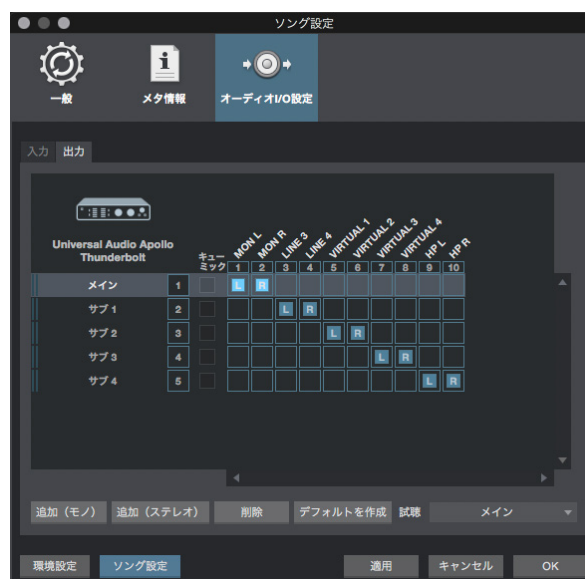 ソング設定
一般
メタ情報
オーディオI/O設定
入力 出力
Universal Audio Apollo
Thunderbolt
キュー
ミックス
MON L MON R LINE 3 LINE 4 VIRTUAL 1 VIRTUAL 2 VIRTUAL 3 VIRTUAL 4 HP L HP R
1 2 3 4 5 6 7 8 9 10
メイン 1 L R
サブ 1 2 L R
サブ 2 3 L R
サブ 3 4 L R
サブ 4 5 L R
追加（モノ） 追加（ステレオ） 削除 デフォルトを作成 試聴 メイン
環境設定 ソング設定 適用 キャンセル OK